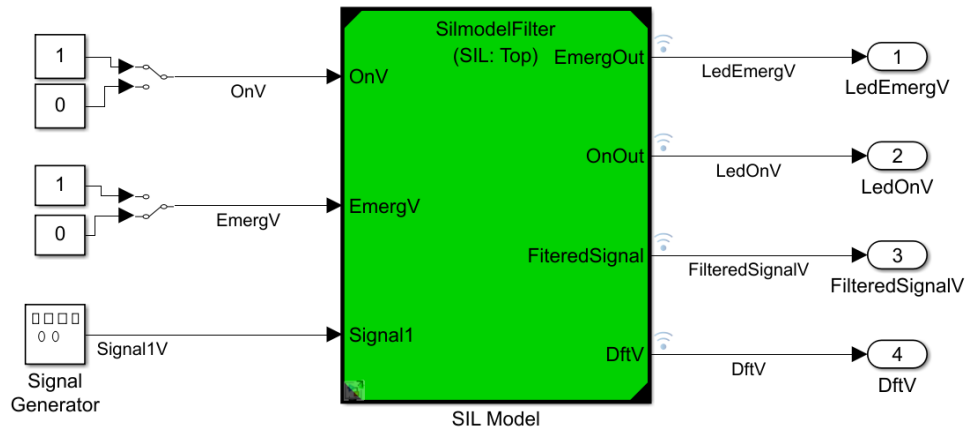 1
0
OnV
1
0
EmergV
Signal1V
Signal
Generator
SilmodelFilter
(SIL: Top)
OnV
EmergV
Signal1
EmergOut
OnOut
FiteredSignal
DftV
SIL Model
LedEmergV
1
LedEmergV
LedOnV
2
LedOnV
FilteredSignalV
3
FilteredSignalV
DftV
4
DftV